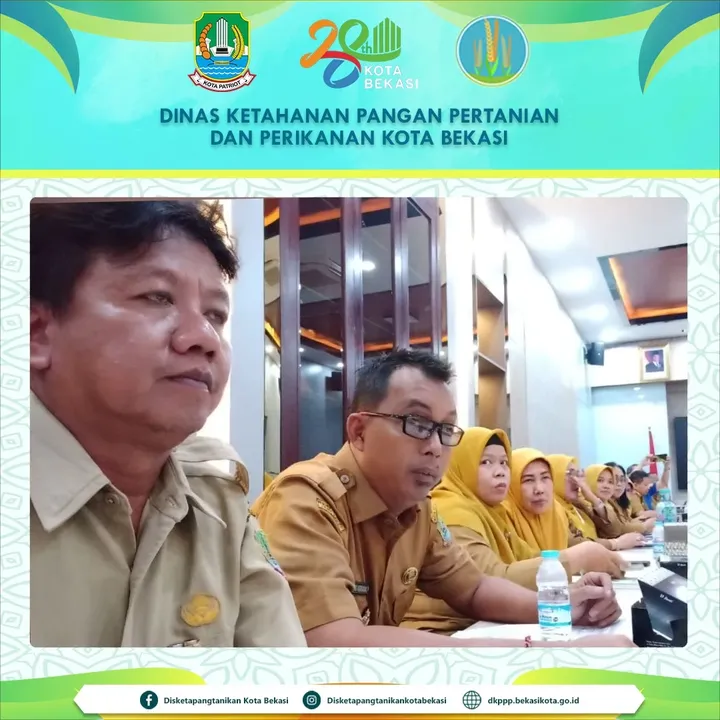 KOTA PATRIOT
28th
KOTA
BEKASI
DINAS KETAHANAN PANGAN PERTANIAN
DAN PERIKANAN KOTA BEKASI
Disketapangtanikan Kota Bekasi
Disketapangtanikankotabekasi
dkppp.bekasikota.go.id